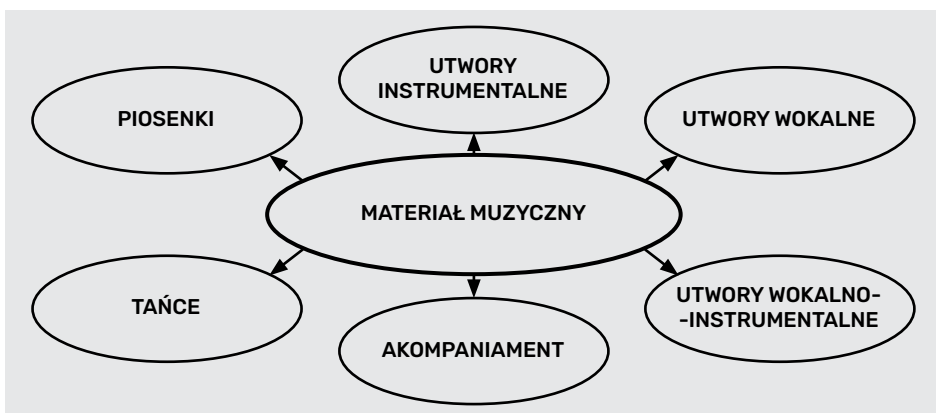 UTWORY
INSTRUMENTALNE
PIOSENKI
UTWORY WOKALNE
MATERIAŁ MUZYCZNY
TAŃCE
UTWORY WOKALNO-
-INSTRUMENTALNE
AKOMPANIAMENT